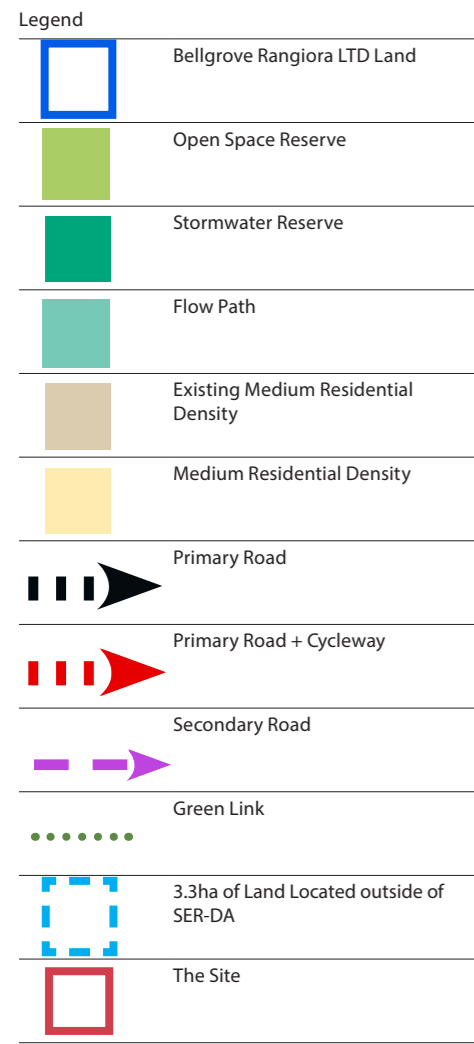 Legend
Bellgrove Rangiora LTD Land
Open Space Reserve
Stormwater Reserve
Flow Path
Existing Medium Residential
Density
Medium Residential Density
Primary Road
Primary Road + Cycleway
Secondary Road
Green Link
3.3ha of Land Located outside of
SER-DA
The Site